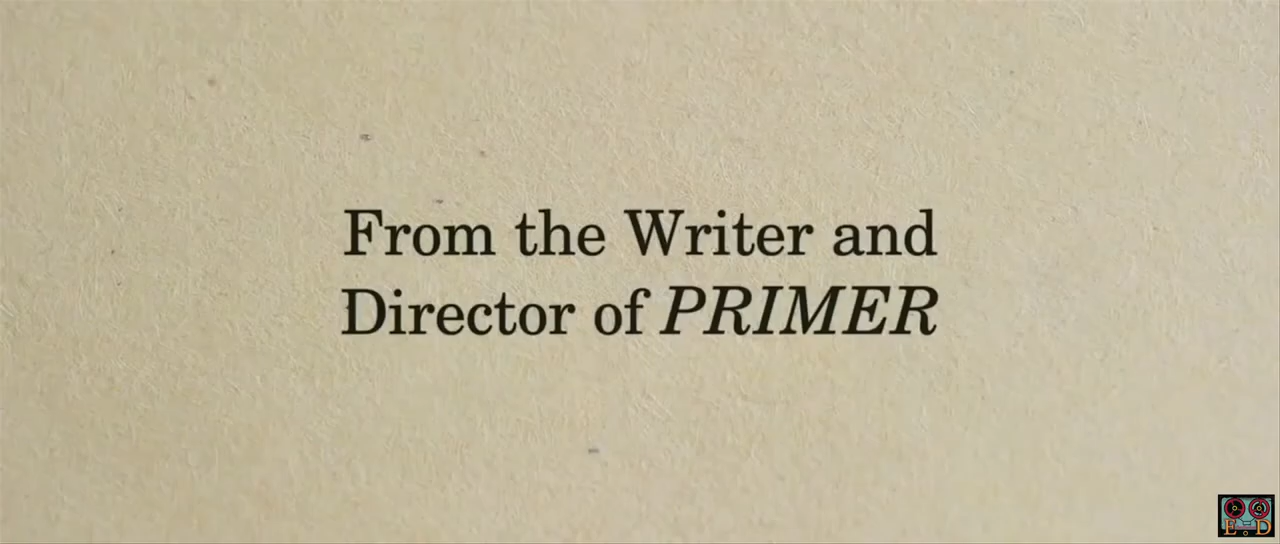 From the Writer and
Director of PRIMER
E D